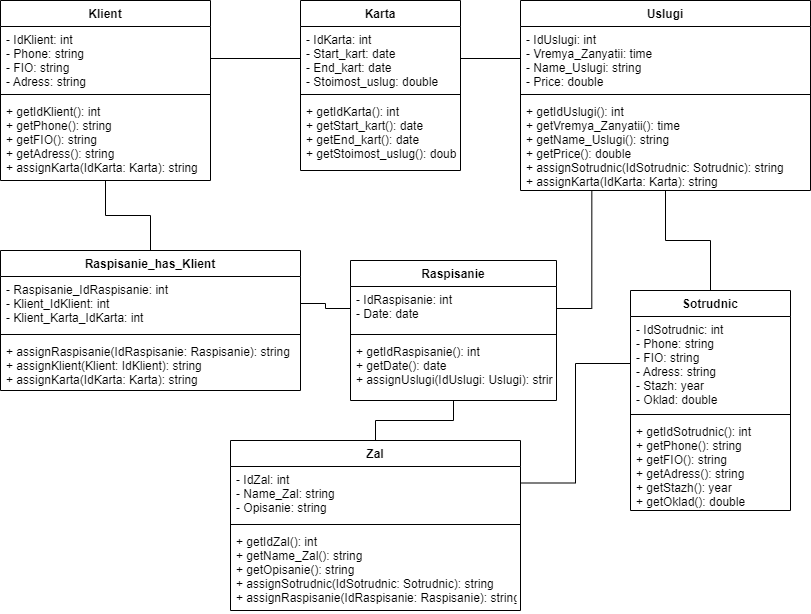 Klient
- IdKlient: int
- Phone: string
- FIO: string
- Adress: string
+ getIdKlient(): int
+ getPhone(): string
+ getFIO(): string
+ getAdress(): string
+ assignKarta(IdKarta: Karta): string
Karta
- IdKarta: int
- Start_kart: date
- End_kart: date
- Stoimost_uslug: double
+ getIdKarta(): int
+ getStart_kart(): date
+ getEnd_kart(): date
+ getStoimost_uslug(): doub
Uslugi
- IdUslugi: int
- Vremya_Zanyatii: time
- Name_Uslugi: string
- Price: double
+ getIdUslugi(): int
+ getVremya_Zanyatii(): time
+ getName_Uslugi(): string
+ getPrice(): double
+ assignSotrudnic(IdSotrudnic: Sotrudnic): string
+ assignKarta(IdKarta: Karta): string
Raspisanie_has_Klient
- Raspisanie_IdRaspisanie: int
- Klient_IdKlient: int
- Klient_Karta_IdKarta: int
+ assignRaspisanie(IdRaspisanie: Raspisanie): string
+ assignKlient(Klient: IdKlient): string
+ assignKarta(IdKarta: Karta): string
Raspisanie
- IdRaspisanie: int
- Date: date
+ getIdRaspisanie(): int
+ getDate(): date
+ assignUslugi(IdUslugi: Uslugi): strir
Sotrudnic
- IdSotrudnic: int
- Phone: string
- FIO: string
- Adress: string
- Stazh: year
- Oklad: double
+ getIdSotrudnic(): int
+ getPhone(): string
+ getFIO(): string
+ getAdress(): string
+ getStazh(): year
+ getOklad(): double
Zal
- IdZal: int
- Name_Zal: string
- Opisanie: string
+ getIdZal(): int
+ getName_Zal(): string
+ getOpisanie(): string
+ assignSotrudnic(IdSotrudnic: Sotrudnic): string
+ assignRaspisanie(IdRaspisanie: Raspisanie): string